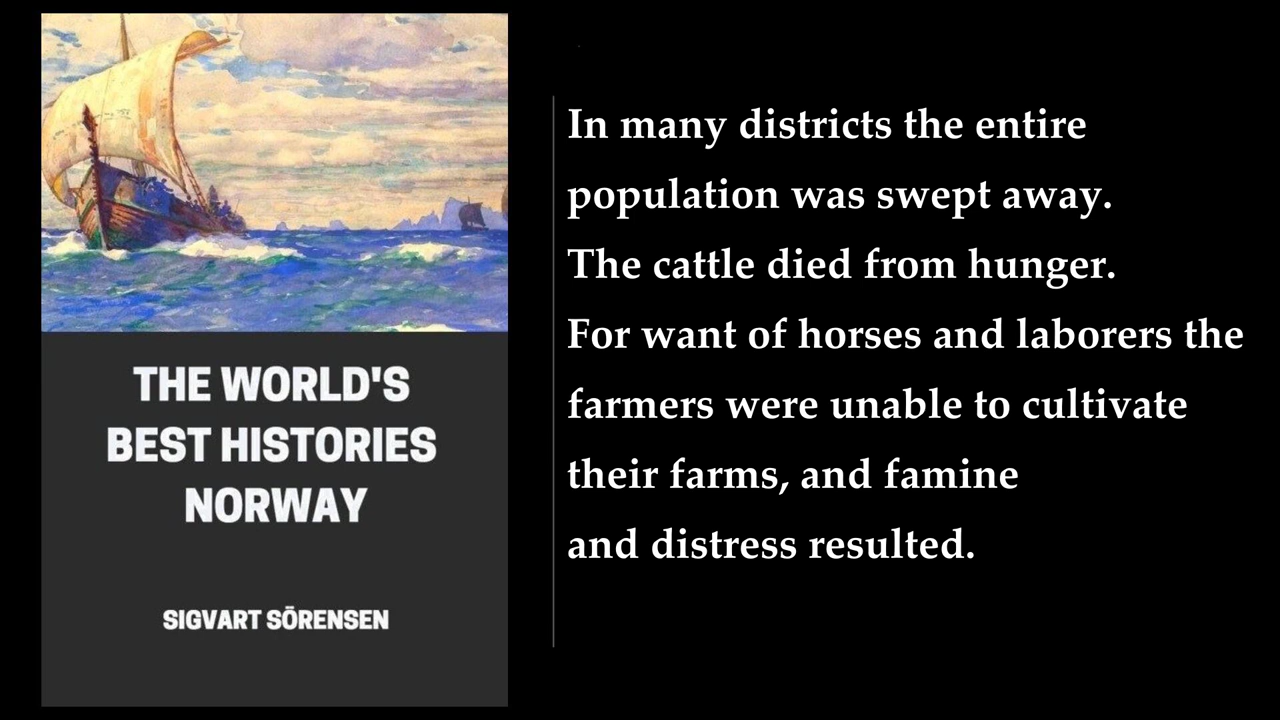 THE WORLD'S
BEST HISTORIES
NORWAY
SIGVART SÖRENSEN
In many districts the entire
population was swept away.
The cattle died from hunger.
For want of horses and laborers the
farmers were unable to cultivate
their farms, and famine
and distress resulted.